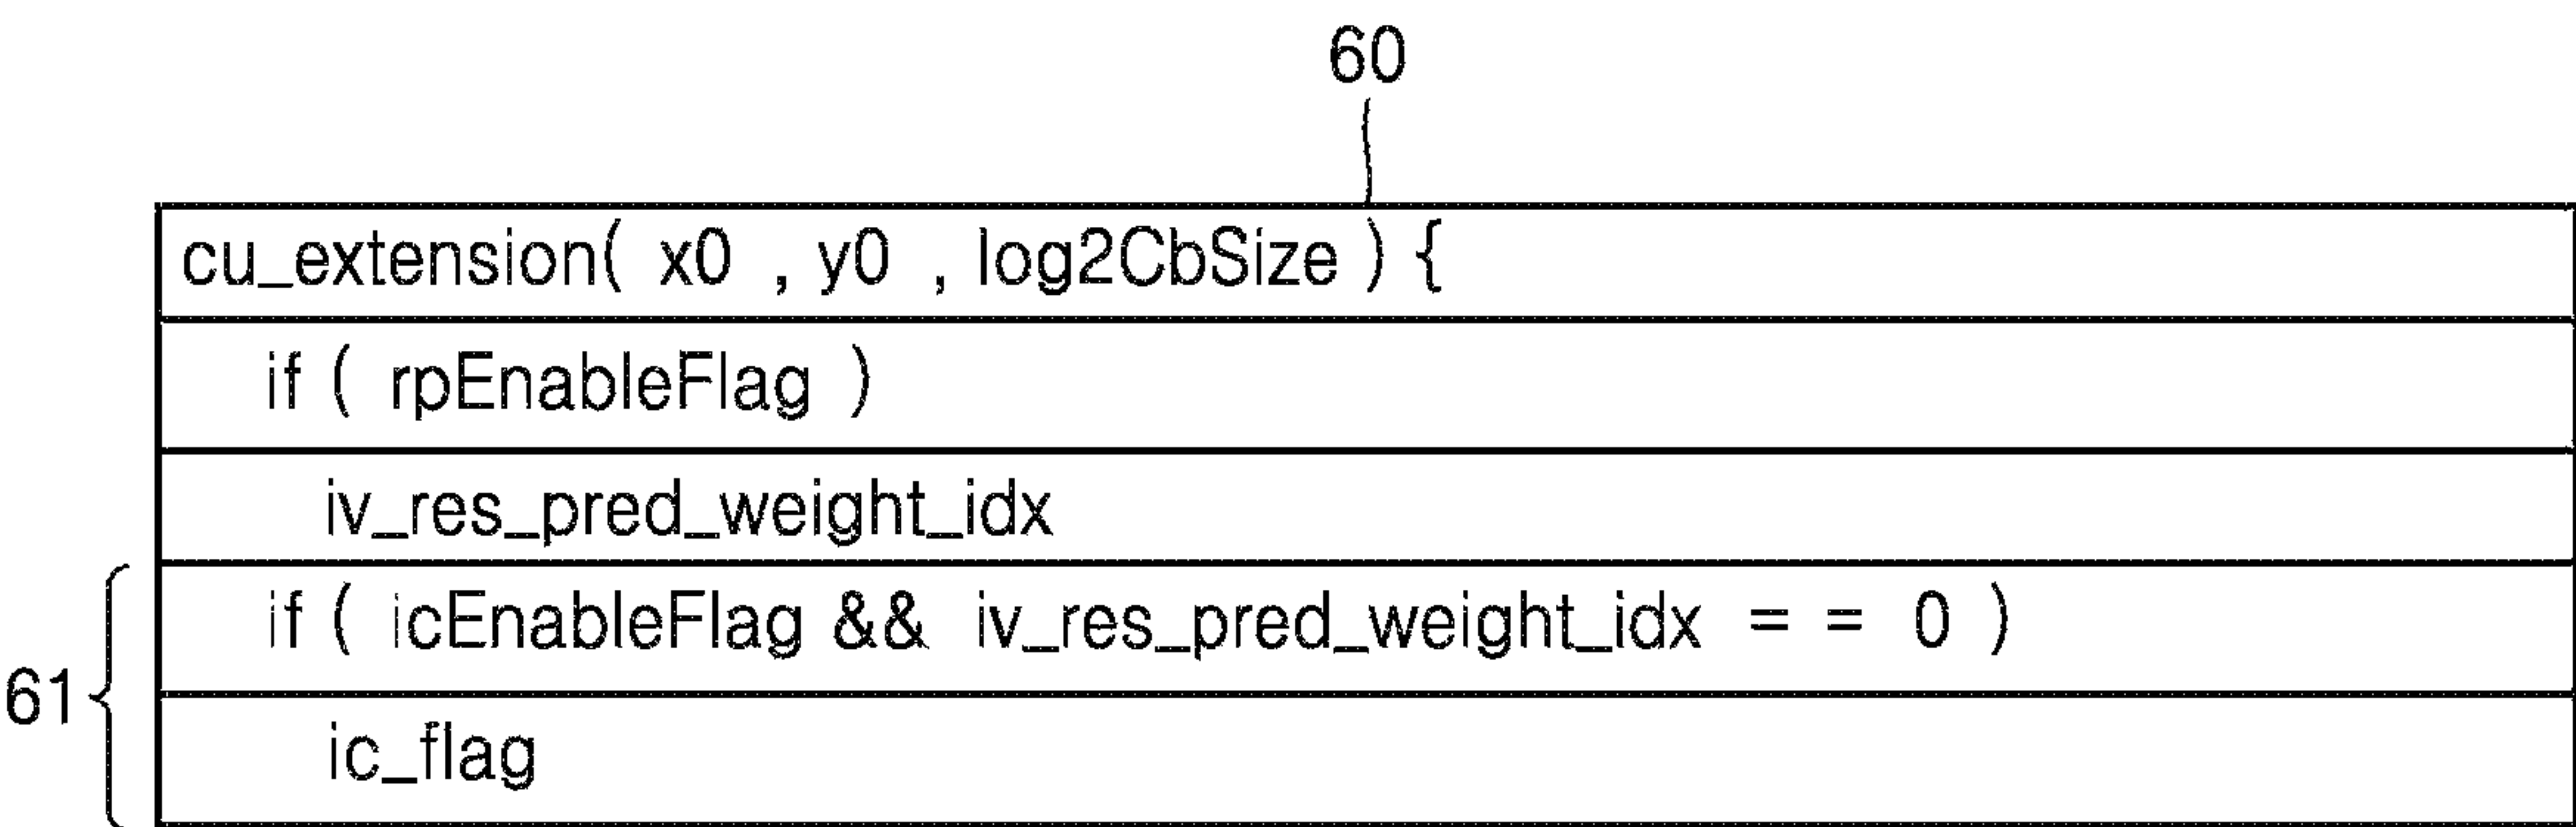 60
cu_extension( x0 , y0 , log2CbSize ) {
if ( rpEnableFlag )
iv_res_pred_weight_idx
if ( icEnableFlag && iv_res_pred_weight_idx = = 0 )
61
ic_flag